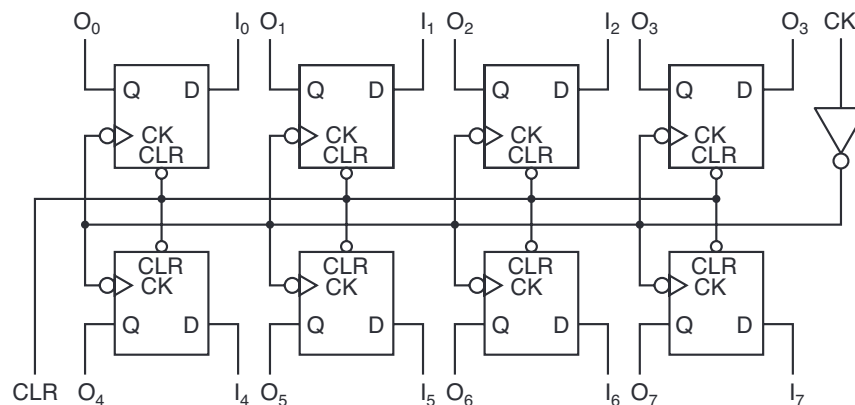 O0 I0 O1 I1 O2 I2 O3 O3 CK
Q D Q D Q D Q D
CK CK CK CK
CLR CLR CLR CLR
CLR CLR CLR CLR
CK CK CK CK
Q D Q D Q D Q D
CLR O4 I4 O5 I5 O6 I6 O7 I7